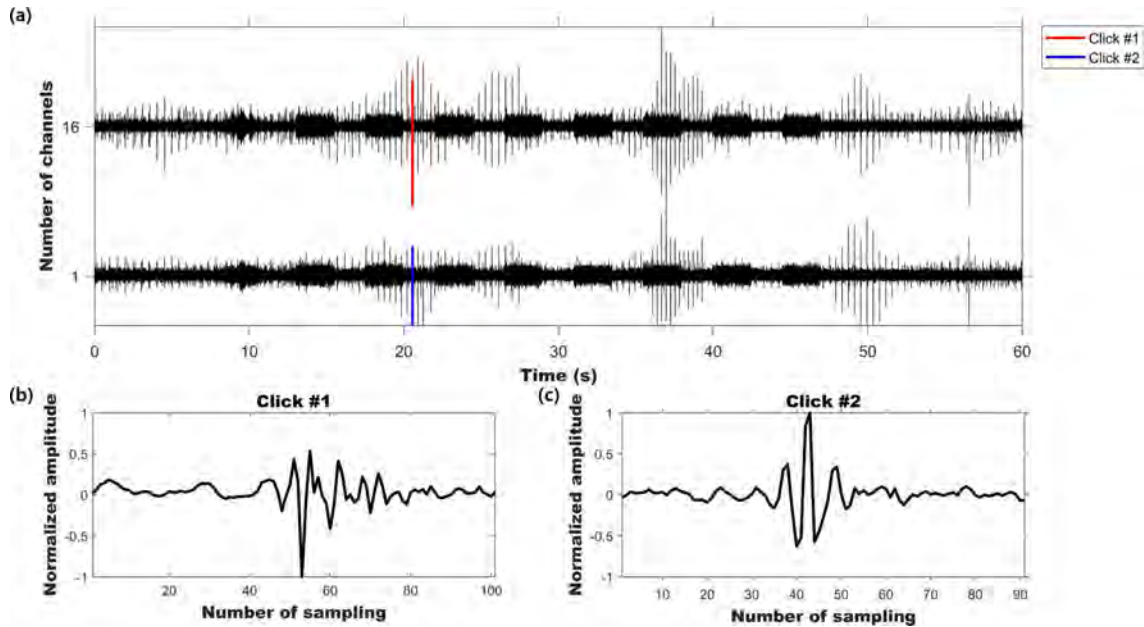 (a)
Number of channels
16
1
0 10 20 30 40 50 60
Time (s)
Click #1
Click #2
(b)
Click #1
Normalized amplitude
1
0.5
0
-0.5
-1
20 40 60 80 100
Number of sampling
(c)
Click #2
Normalized amplitude
1
0.5
0
-0.5
-1
10 20 30 40 50 60 70 80 90
Number of sampling